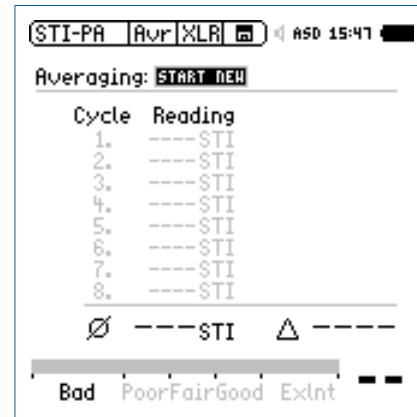 STI-PA Avr XLR ASD 15:47
Averaging: START NEW
Cycle Reading
1. ----STI
2. ----STI
3. ----STI
4. ----STI
5. ----STI
6. ----STI
7. ----STI
8. ----STI
Ø ---STI △ ----
Bad Poor Fair Good Exlnt --